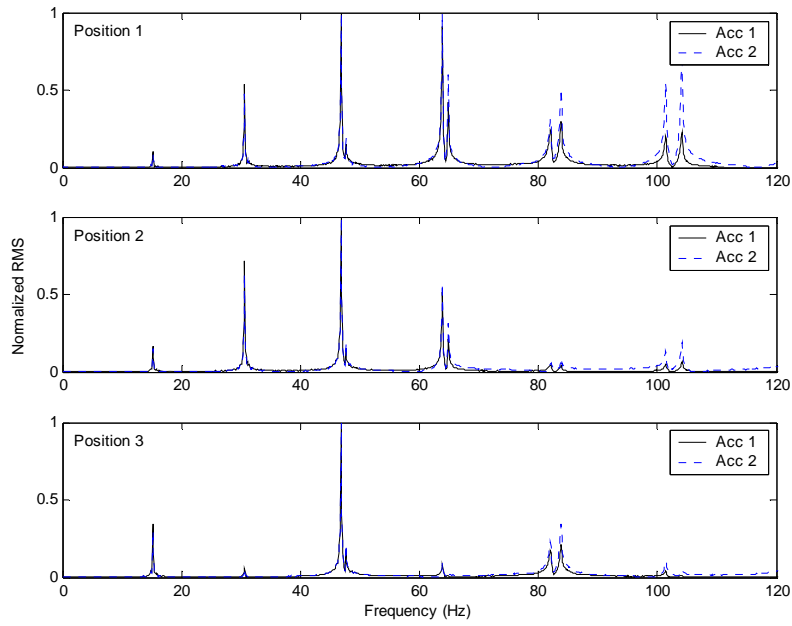 Position 1
Acc 1
Acc 2
1
0.5
0
0 20 40 60 80 100 120
Position 2
Acc 1
Acc 2
1
0.5
0
0 20 40 60 80 100 120
Normalized RMS
Position 3
Acc 1
Acc 2
1
0.5
0
0 20 40 60 80 100 120
Frequency (Hz)